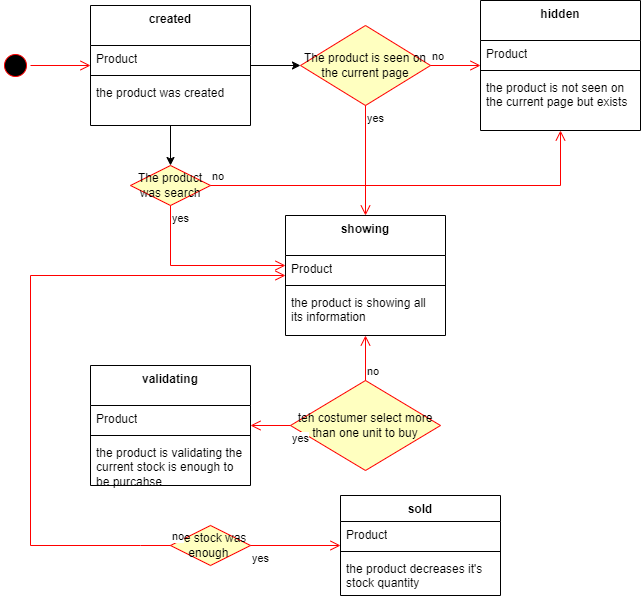 created
Product
the product was created
The product is seen on
the current page
no
yes
hidden
Product
the product is not seen on
the current page but exists
The product
was search
no
yes
showing
Product
the product is showing all
its information
no
teh costumer select more
than one unit to buy
yes
validating
Product
the product is validating the
current stock is enough to
be purcahse
no
e stock was
enough
yes
sold
Product
the product decreases it's
stock quantity